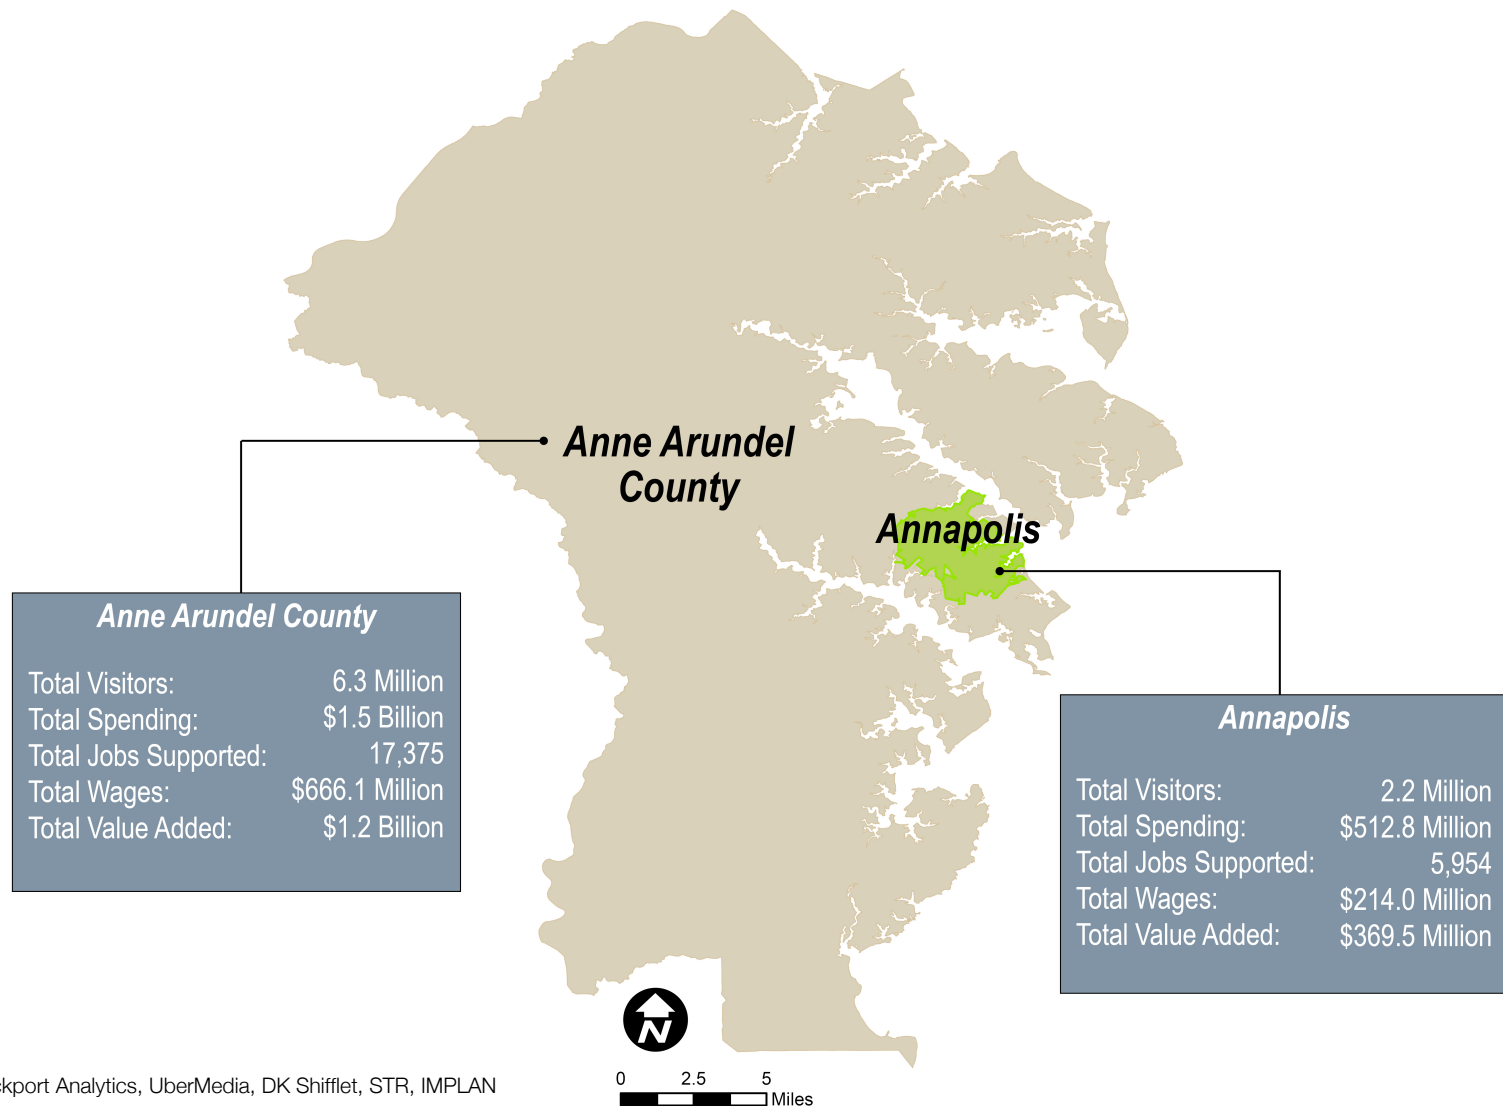 Anne Arundel
County
Annapolis
Anne Arundel County
Total Visitors: 6.3 Million
Total Spending: $1.5 Billion
Total Jobs Supported: 17,375
Total Wages: $666.1 Million
Total Value Added: $1.2 Billion
Annapolis
Total Visitors: 2.2 Million
Total Spending: $512.8 Million
Total Jobs Supported: 5,954
Total Wages: $214.0 Million
Total Value Added: $369.5 Million
N
ckport Analytics, UberMedia, DK Shifflet, STR, IMPLAN
0 2.5 5
Miles